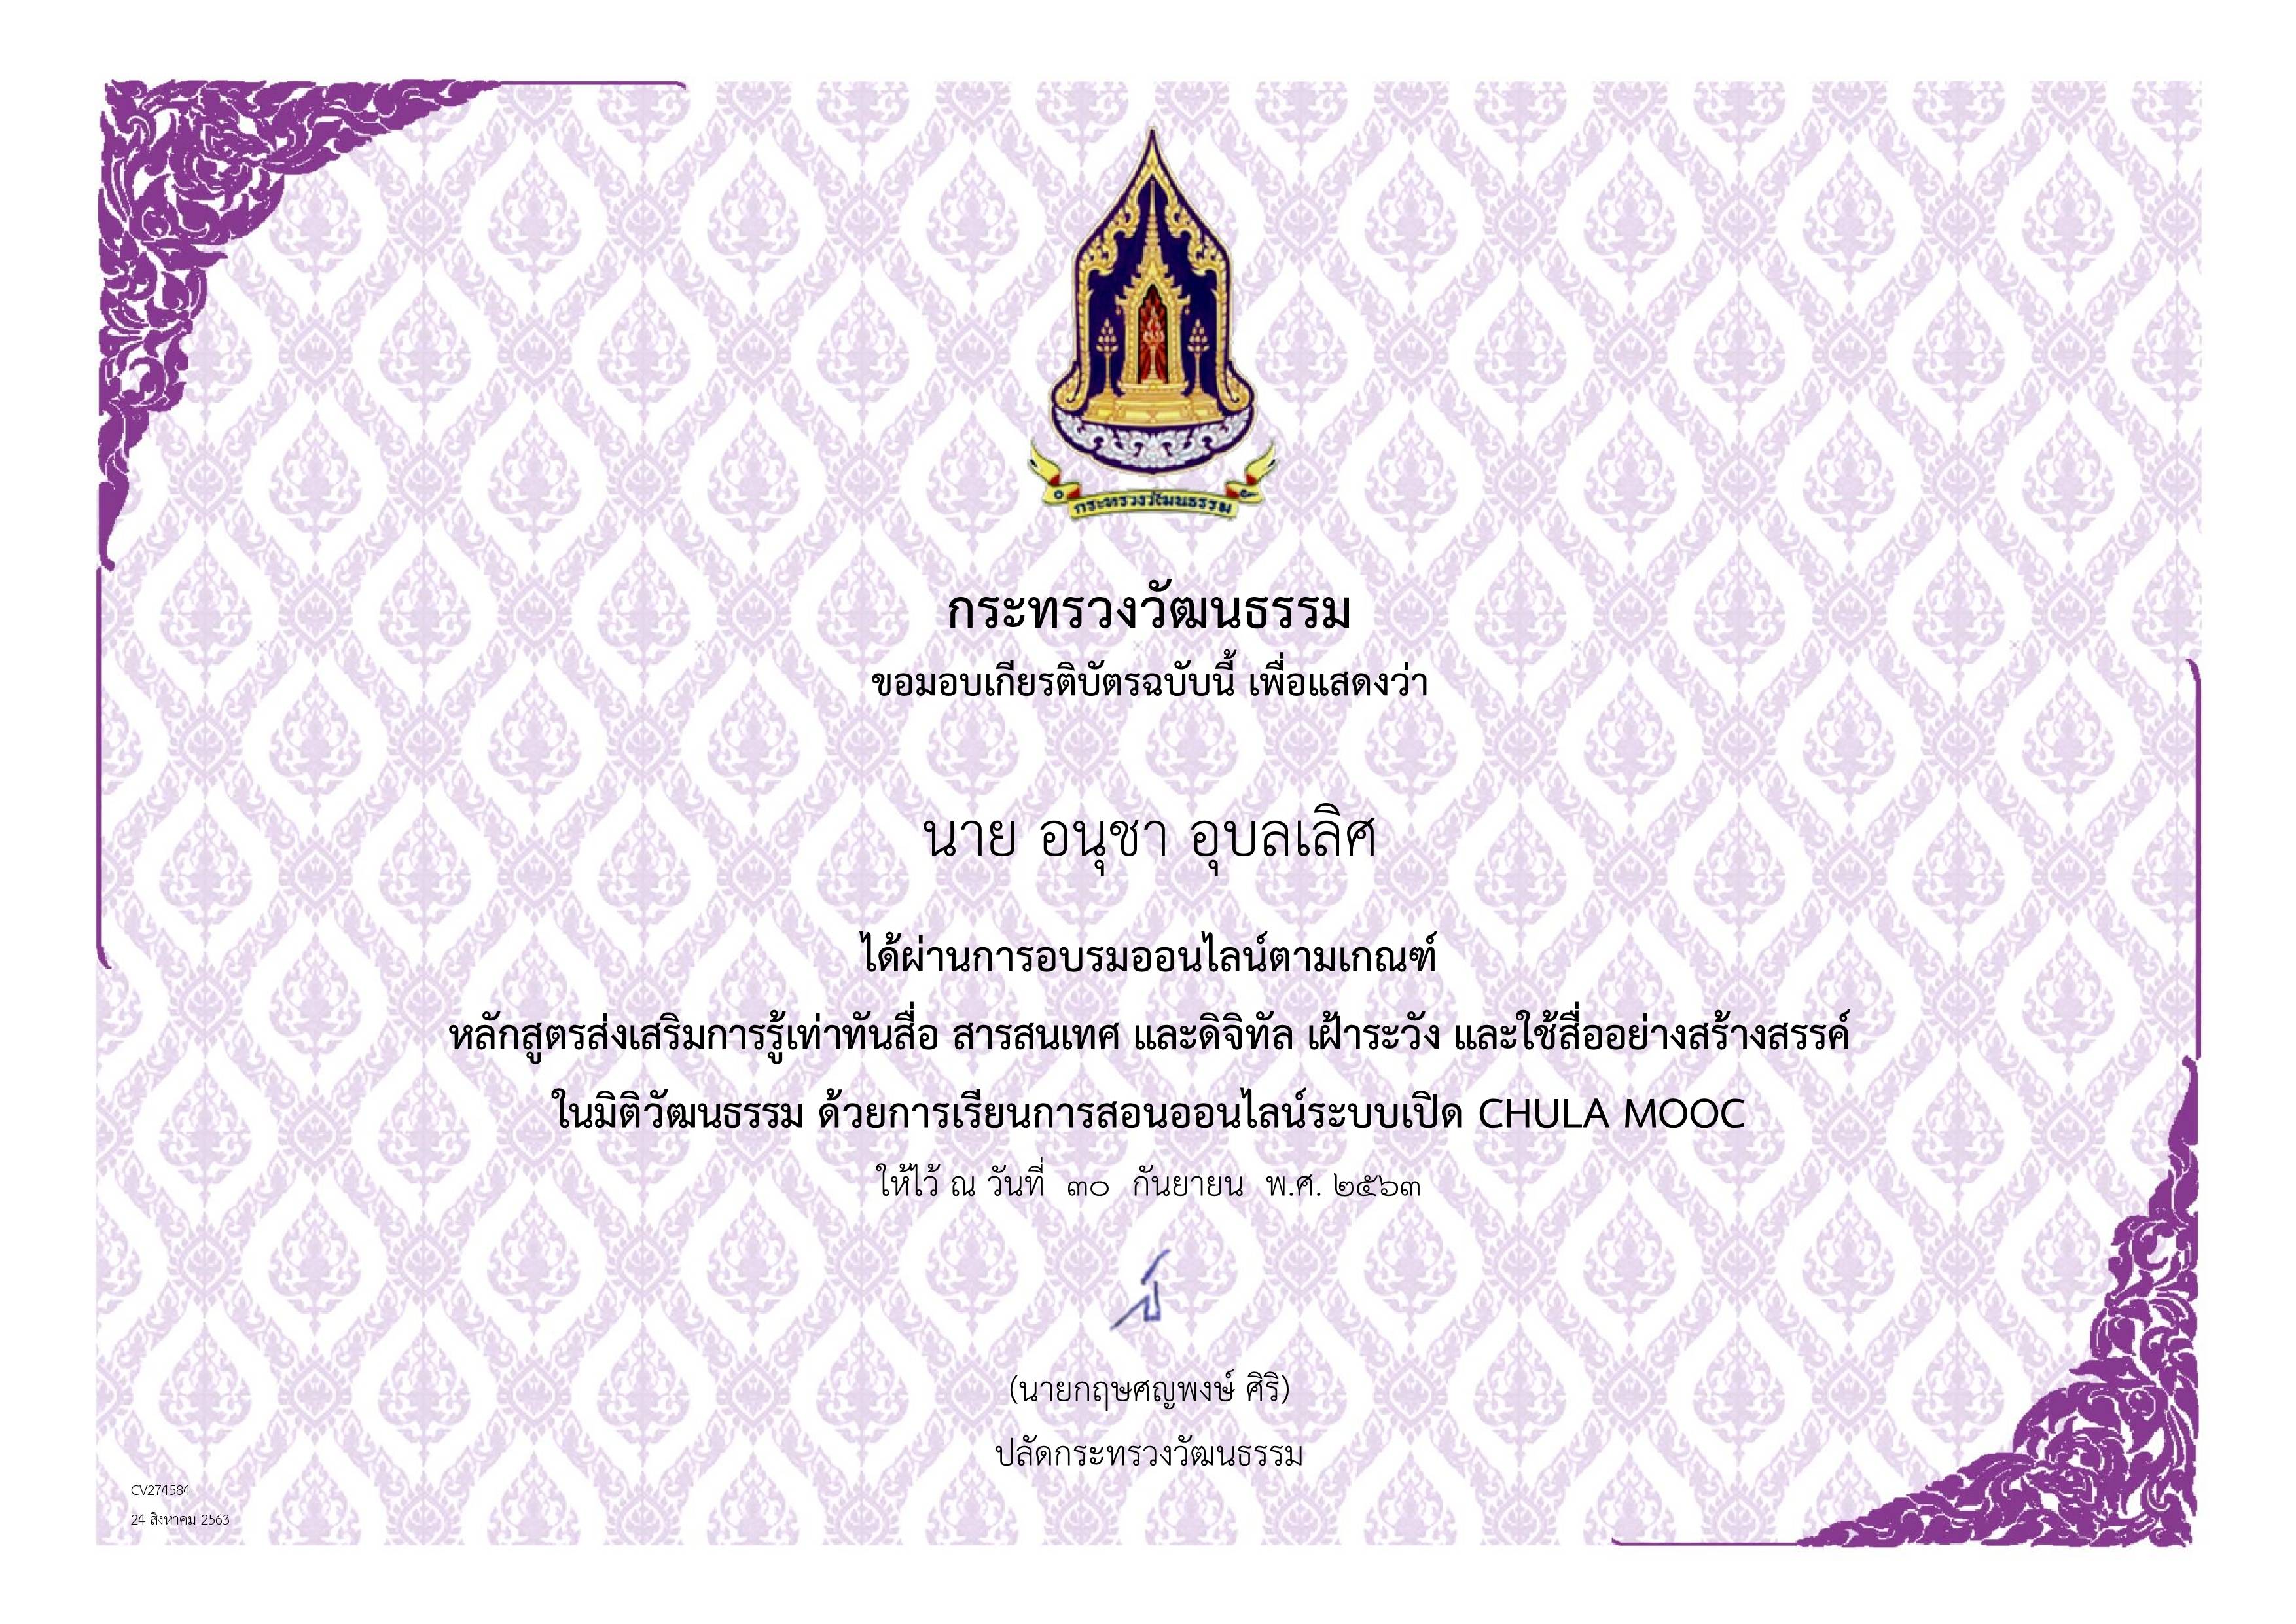 กระทรวงวัฒนธรรม
กระทรวงวัฒนธรรม
ขอมอบเกียรติบัตรฉบับนี้ เพื่อแสดงว่า
นาย อนุชา อุบลเลิศ
ได้ผ่านการอบรมออนไลน์ตามเกณฑ์
หลักสูตรส่งเสริมการรู้เท่าทันสื่อ สารสนเทศ และดิจิทัล เฝ้าระวัง และใช้สื่ออย่างสร้างสรรค์
ในมิติวัฒนธรรม ด้วยการเรียนการสอนออนไลน์ระบบเปิด CHULA MOOC
ให้ไว้ ณ วันที่ ๓๐ กันยายน พ.ศ. ๒๕๖๓
(นายกฤษศญพงษ์ ศิริ)
ปลัดกระทรวงวัฒนธรรม
CV274584
24 สิงหาคม 2563